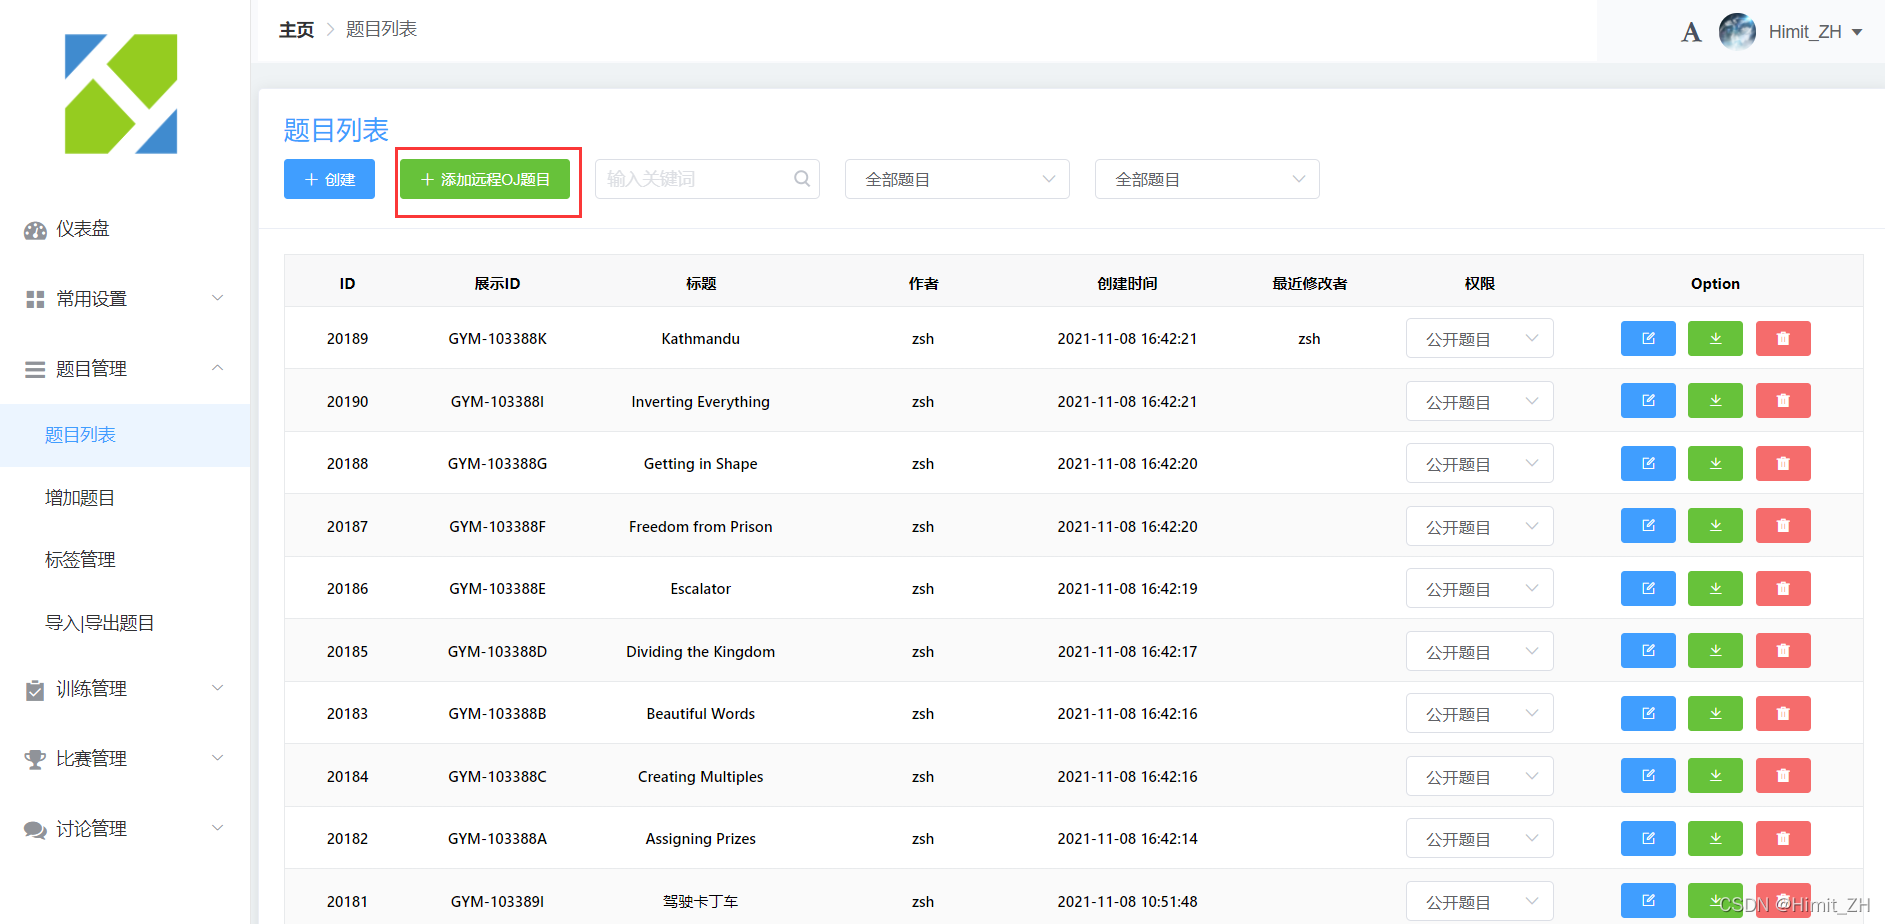 主页 > 题目列表
A Himit_ZH
仪表盘
常用设置
题目管理
题目列表
增加题目
标签管理
导入|导出题目
训练管理
比赛管理
讨论管理
题目列表
+ 创建 + 添加远程OJ题目 输入关键词 全部题目 全部题目
ID 展示ID 标题 作者 创建时间 最近修改者 权限 Option
20189 GYM-103388K Kathmandu zsh 2021-11-08 16:42:21 zsh 公开题目
20190 GYM-103388I Inverting Everything zsh 2021-11-08 16:42:21 公开题目
20188 GYM-103388G Getting in Shape zsh 2021-11-08 16:42:20 公开题目
20187 GYM-103388F Freedom from Prison zsh 2021-11-08 16:42:20 公开题目
20186 GYM-103388E Escalator zsh 2021-11-08 16:42:19 公开题目
20185 GYM-103388D Dividing the Kingdom zsh 2021-11-08 16:42:17 公开题目
20183 GYM-103388B Beautiful Words zsh 2021-11-08 16:42:16 公开题目
20184 GYM-103388C Creating Multiples zsh 2021-11-08 16:42:16 公开题目
20182 GYM-103388A Assigning Prizes zsh 2021-11-08 16:42:14 公开题目
20181 GYM-103389I 驾驶卡丁车 zsh 2021-11-08 10:51:48 公开题目
CSDN @Himit_ZH